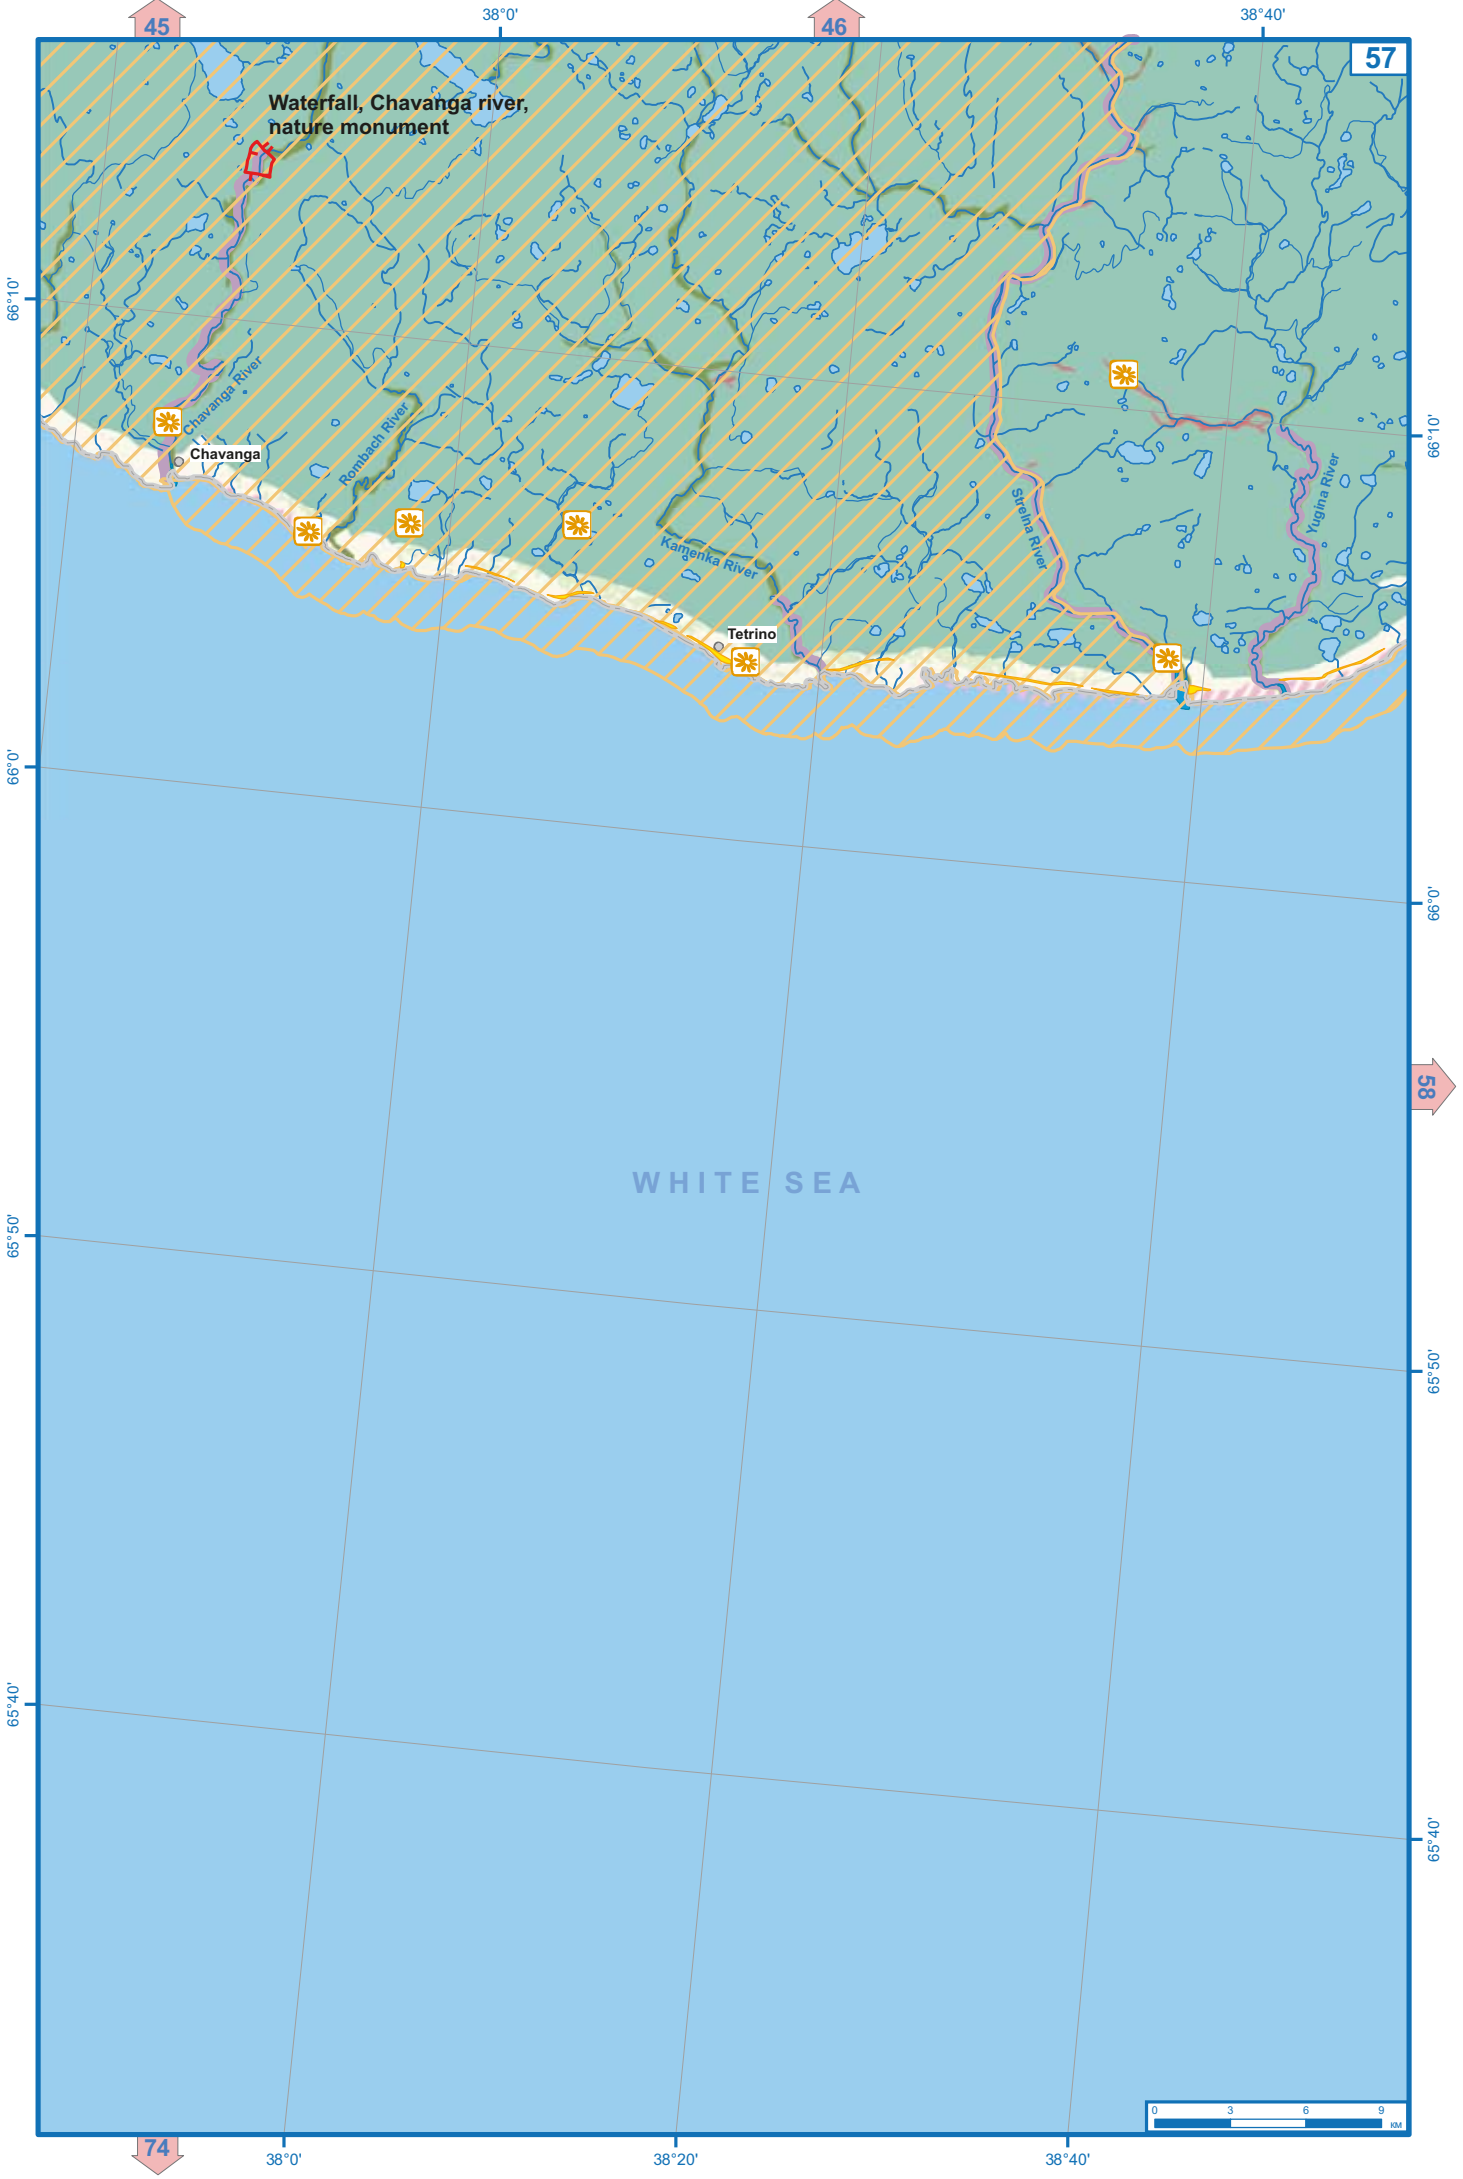 45
38°0'
46
38°40'
57
Waterfall, Chavanga river,
nature monument
66°10'
66°10'
Chavanga River
Chavanga
Rombach River
Kamenka River
Strelna River
Yugina River
Tetrino
66°0'
66°0'
58
WHITE SEA
65°50'
65°50'
65°40'
65°40'
0 3 6 9
КМ
74
38°0'
38°20'
38°40'